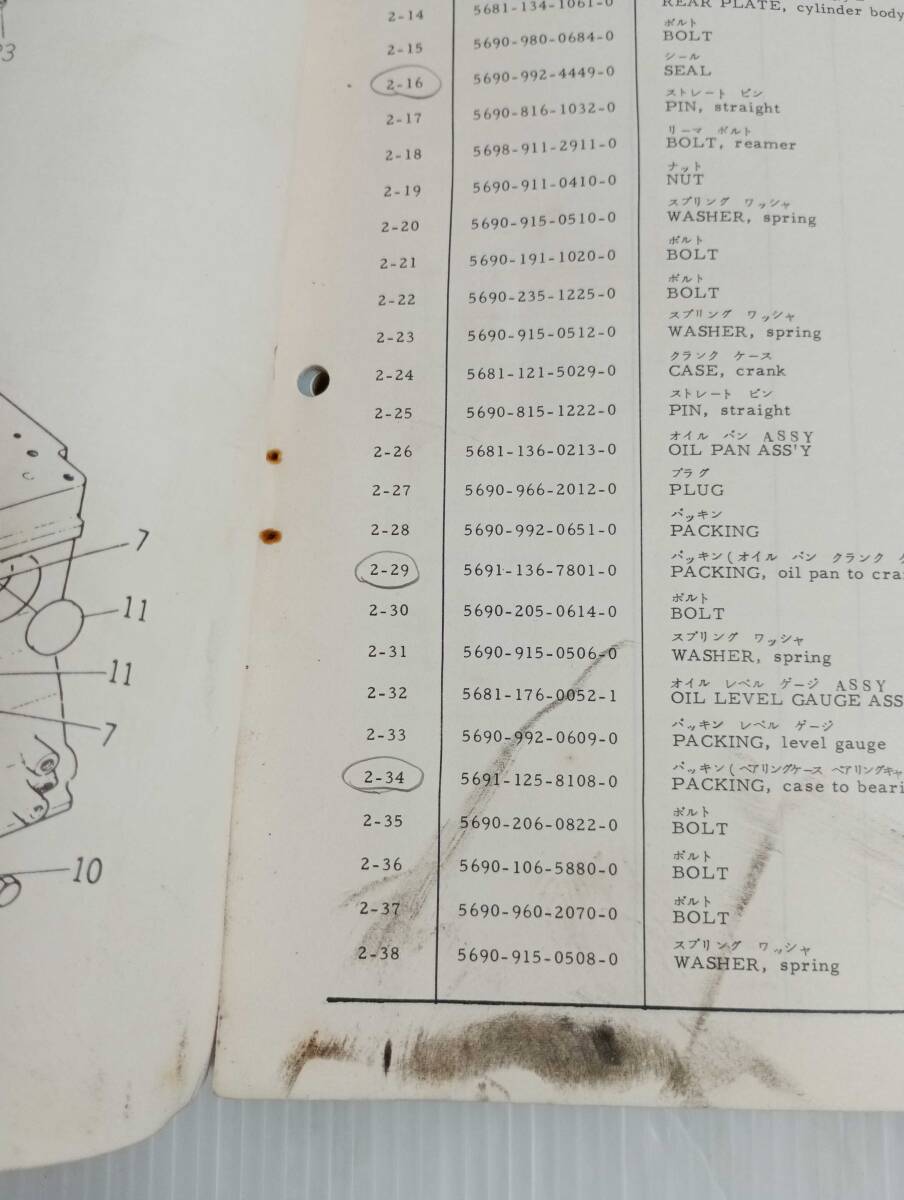 23
7
11
11
7
10
2-14 5681-134-1061-0 REAR PLATE, cylinder body
ボルト
2-15 5690-980-0684-0 BOLT
シール
2-16 5690-992-4449-0 SEAL
ストレート ピン
2-17 5690-816-1032-0 PIN, straight
リーマ ボルト
2-18 5698-911-2911-0 BOLT, reamer
ナット
2-19 5690-911-0410-0 NUT
スプリング ワッシャ
2-20 5690-915-0510-0 WASHER, spring
ボルト
2-21 5690-191-1020-0 BOLT
ボルト
2-22 5690-235-1225-0 BOLT
スプリング ワッシャ
2-23 5690-915-0512-0 WASHER, spring
クランク ケース
2-24 5681-121-5029-0 CASE, crank
ストレート ピン
2-25 5690-815-1222-0 PIN, straight
オイル パン ASSY
2-26 5681-136-0213-0 OIL PAN ASS'Y
プラグ
2-27 5690-966-2012-0 PLUG
パッキン
2-28 5690-992-0651-0 PACKING
パッキン(オイル パン クランク
2-29 5691-136-7801-0 PACKING, oil pan to cra
ボルト
2-30 5690-205-0614-0 BOLT
スプリング ワッシャ
2-31 5690-915-0506-0 WASHER, spring
オイル レベル ゲージ ASSY
2-32 5681-176-0052-1 OIL LEVEL GAUGE ASS
パッキン レベル ゲージ
2-33 5690-992-0609-0 PACKING, level gauge
パッキン(ベアリングケース ベアリングキャ
2-34 5691-125-8108-0 PACKING, case to beari
ボルト
2-35 5690-206-0822-0 BOLT
ボルト
2-36 5690-106-5880-0 BOLT
ボルト
2-37 5690-960-2070-0 BOLT
スプリング ワッシャ
2-38 5690-915-0508-0 WASHER, spring